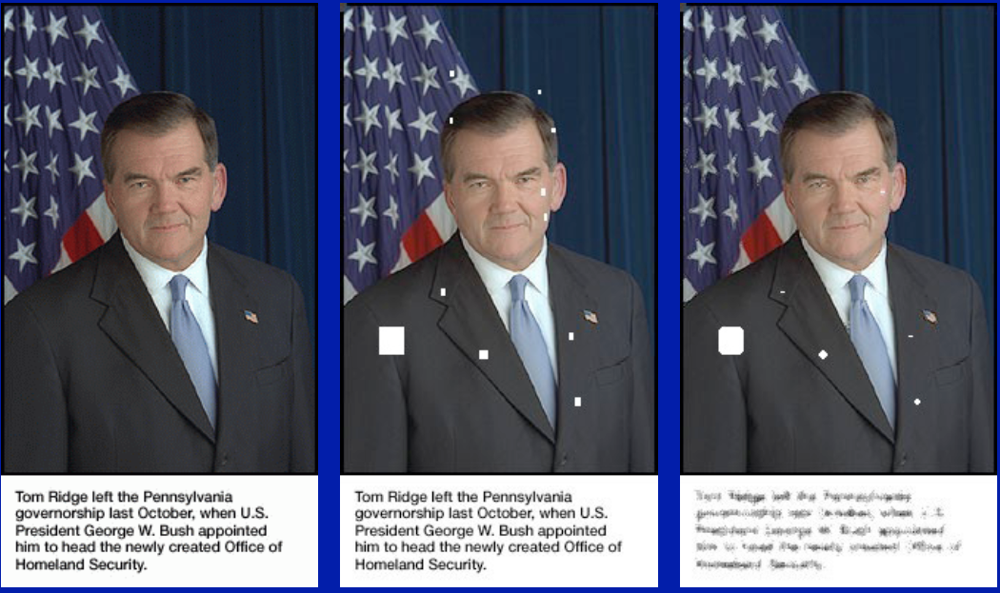 Tom Ridge left the Pennsylvania
governorship last October, when U.S.
President George W. Bush appointed
him to head the newly created Office of
Homeland Security.
Tom Ridge left the Pennsylvania
governorship last October, when U.S.
President George W. Bush appointed
him to head the newly created Office of
Homeland Security.